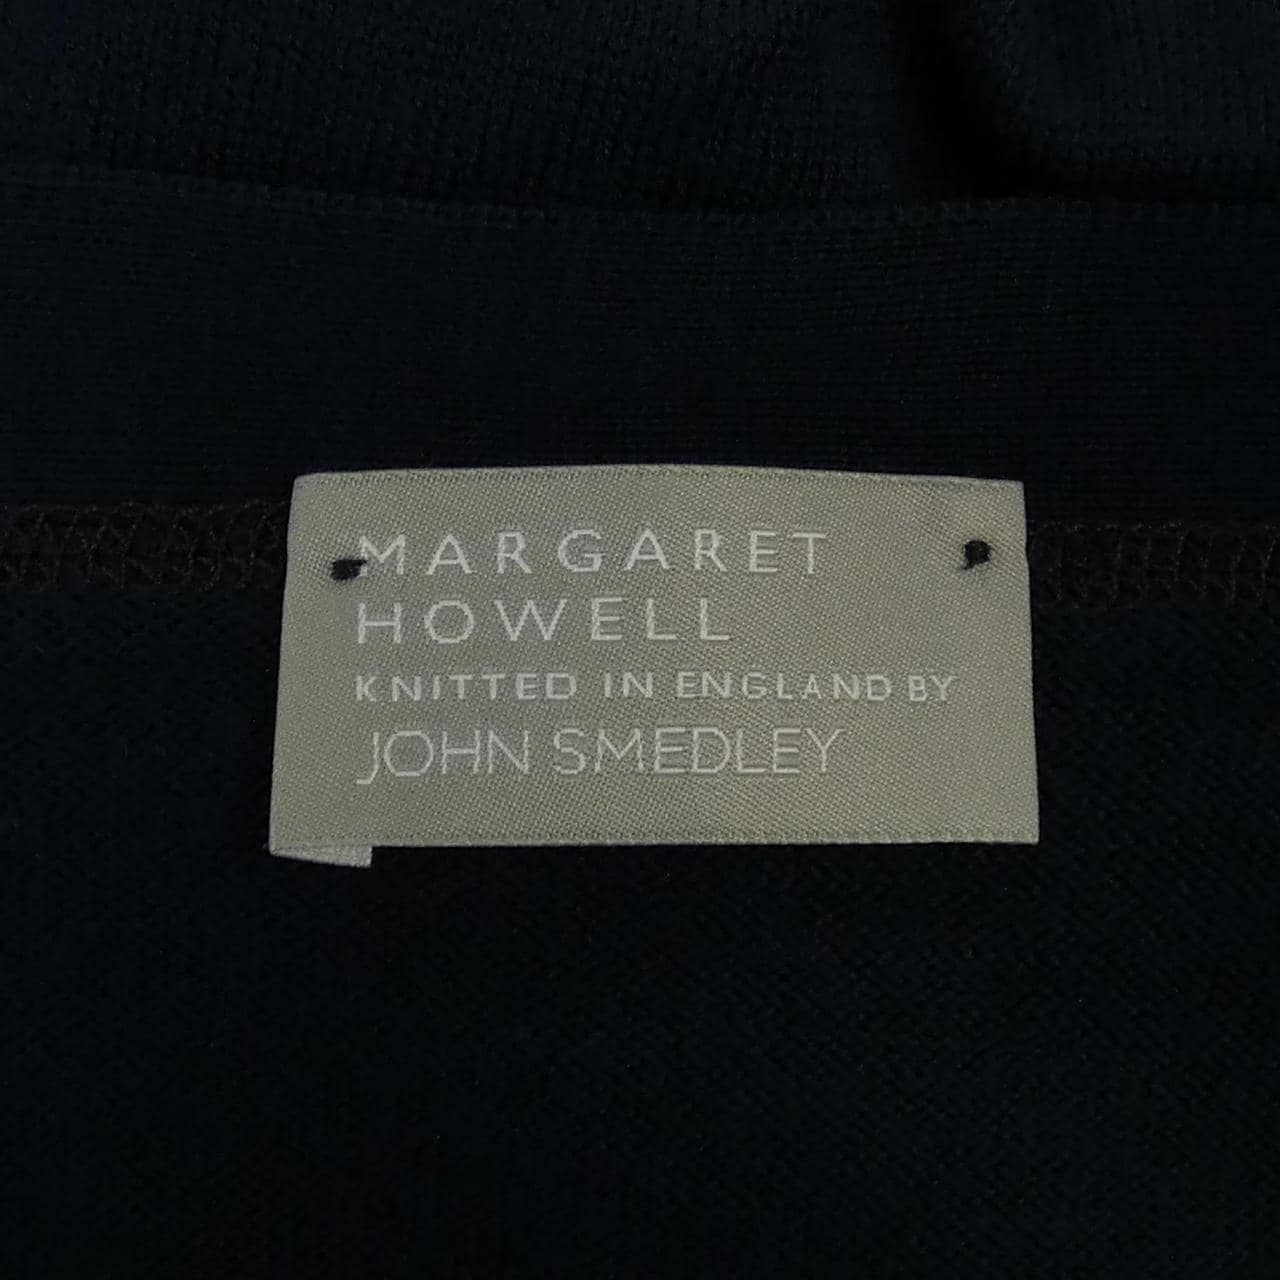 MARGARET
HOWELL
KNITTED IN ENGLAND BY
JOHN SMEDLEY